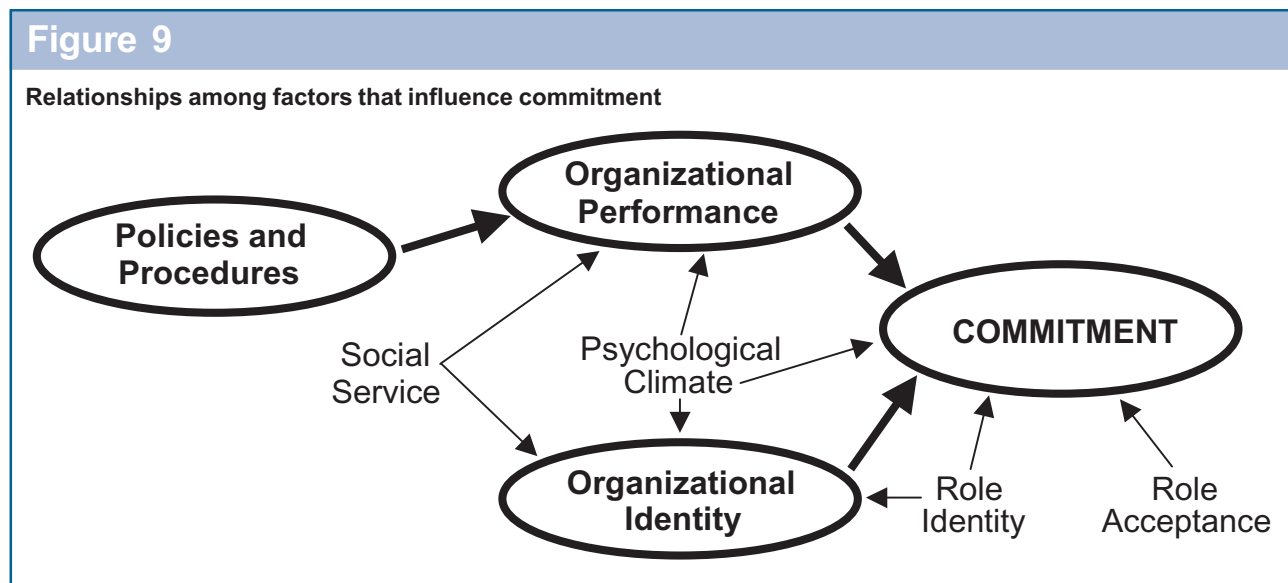 Figure 9
Relationships among factors that influence commitment
Organizational
Performance
Policies and
Procedures
COMMITMENT
Social
Service
Psychological
Climate
Organizational
Identity
Role
Identity
Role
Acceptance